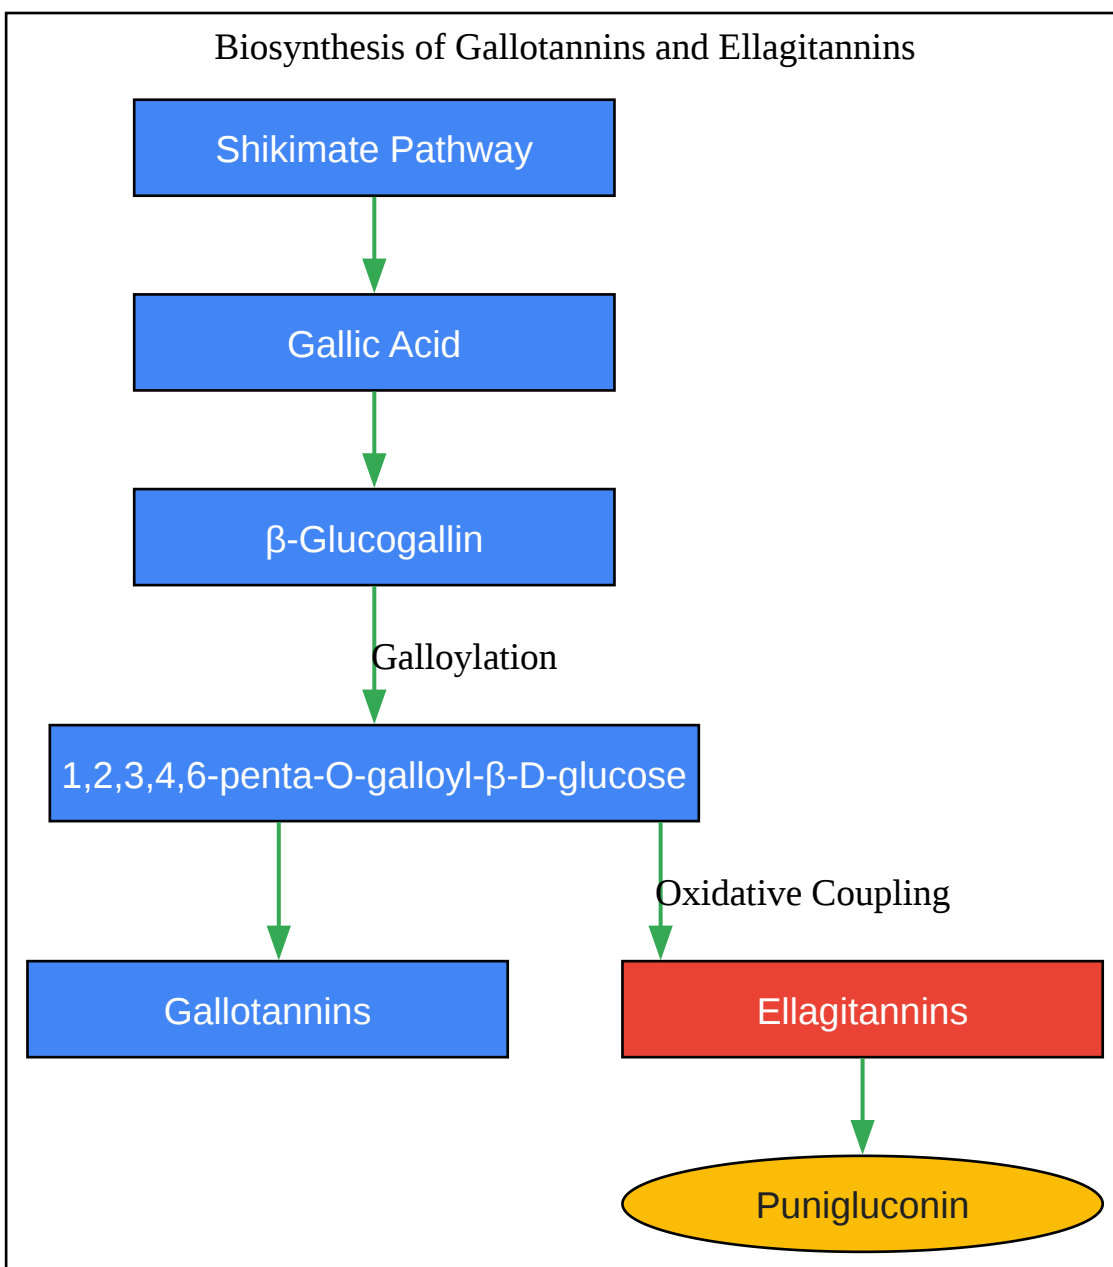 Biosynthesis of Gallotannins and Ellagitannins
Shikimate Pathway
Gallic Acid
β-Glucogallin
Galloylation
1,2,3,4,6-penta-O-galloyl-β-D-glucose
Oxidative Coupling
Gallotannins
Ellagitannins
Punigluconin